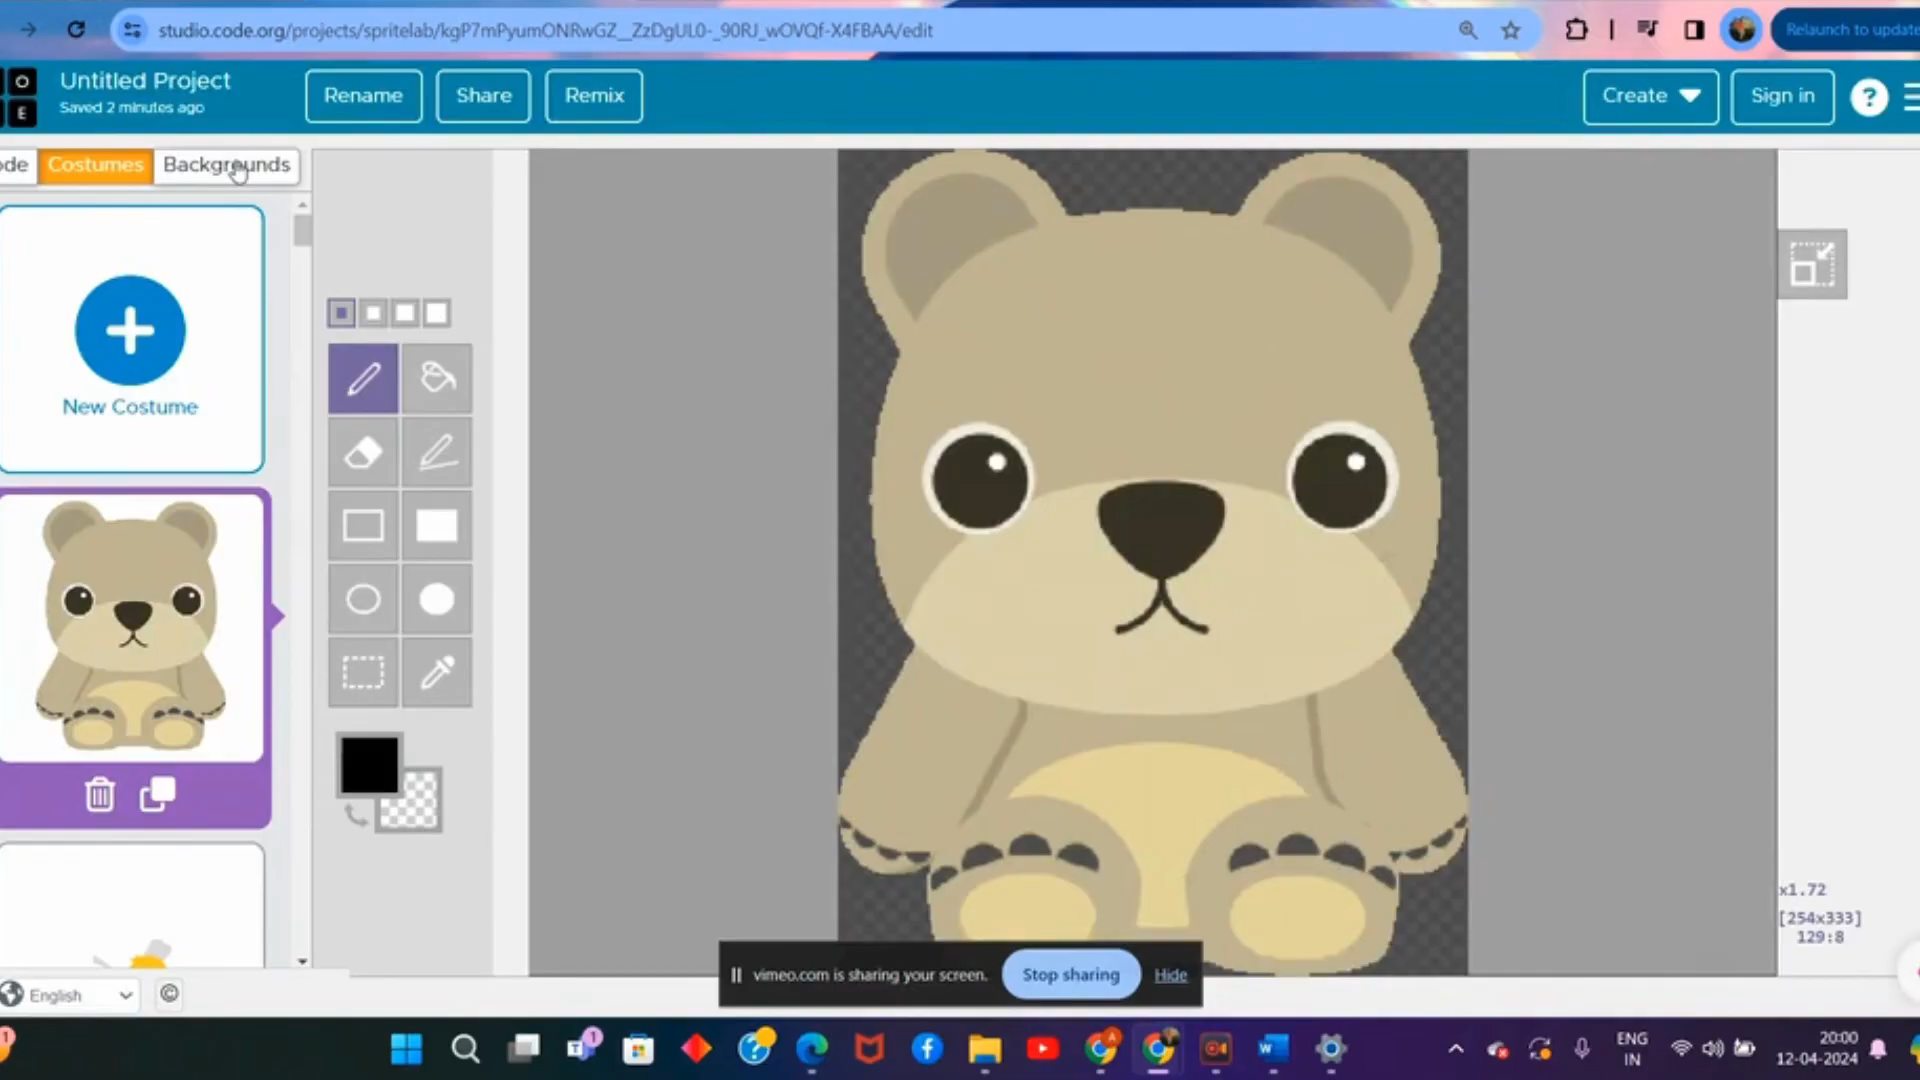 studio.code.org/projects/spritelab/kgP7mPyumONRwGZ__ZzDgUL0-_90RJ_wOVQf-X4FBAA/edit
Relaunch to update
O
E
Untitled Project
Saved 2 minutes ago
Rename
Share
Remix
Create
Sign in
?
ode
Costumes
Backgrounds
New Costume
x1.72
[254x333]
129:8
vimeo.com is sharing your screen.
Stop sharing
Hide
English
ENG
IN
20:00
12-04-2024